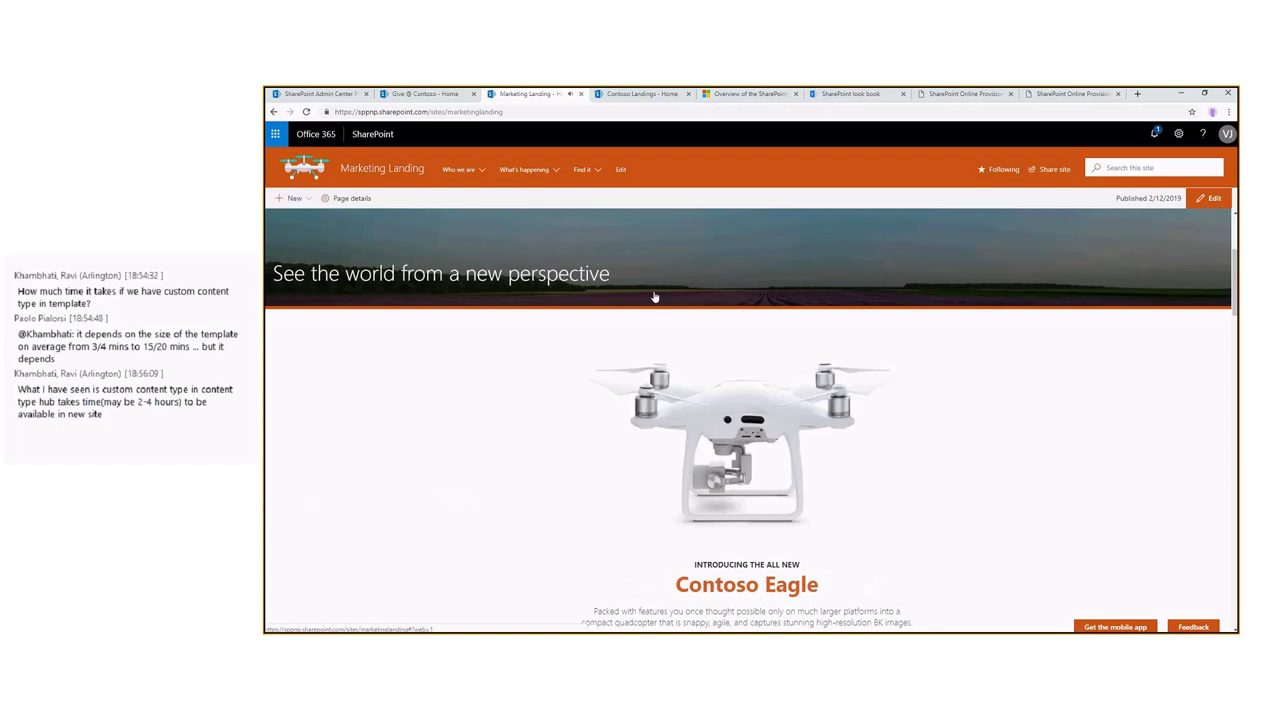 Khambhati, Ravi (Arlington) [18:54:32 ]
How much time it takes if we have custom content
type in template?
Paolo Pialorsi [18:54:48 ]
@Khambhati: it depends on the size of the template
on average from 3/4 mins to 15/20 mins ... but it
depends
Khambhati, Ravi (Arlington) [18:56:09 ]
What I have seen is custom content type in content
type hub takes time(may be 2-4 hours) to be
available in new site
SharePoint Admin Center
Give @ Contoso - Home
Marketing Landing - H
Contoso Landings - Home
Overview of the SharePoint
SharePoint look book
SharePoint Online Provisio
SharePoint Online Provision
https://sppnp.sharepoint.com/sites/marketinglanding
Office 365 SharePoint
1
VJ
Marketing Landing Who we are What's happening Find it Edit Following Share site Search this site
New Page details Published 2/12/2019 Edit
See the world from a new perspective
INTRODUCING THE ALL NEW
Contoso Eagle
Packed with features you once thought possible only on much larger platforms into a
compact quadcopter that is snappy, agile, and captures stunning high-resolution 8K images.
https://sppnp.sharepoint.com/sites/marketinglanding#?web=1
Get the mobile app Feedback